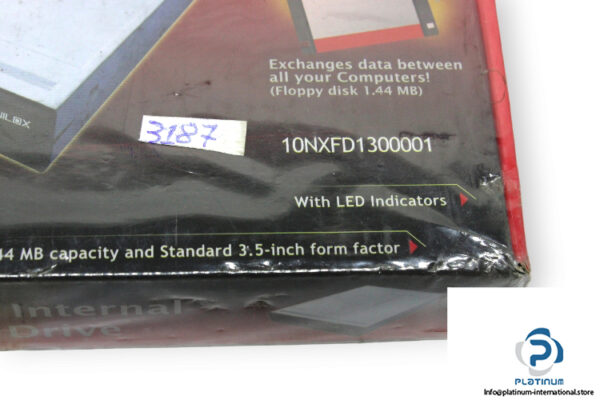 Exchanges data between
all your Computers!
(Floppy disk 1.44 MB)
3187
10NXFD1300001
With LED Indicators
44 MB capacity and Standard 3.5-inch form factor
Internal
Drive
PLATINUM
Info@platinum-international.store